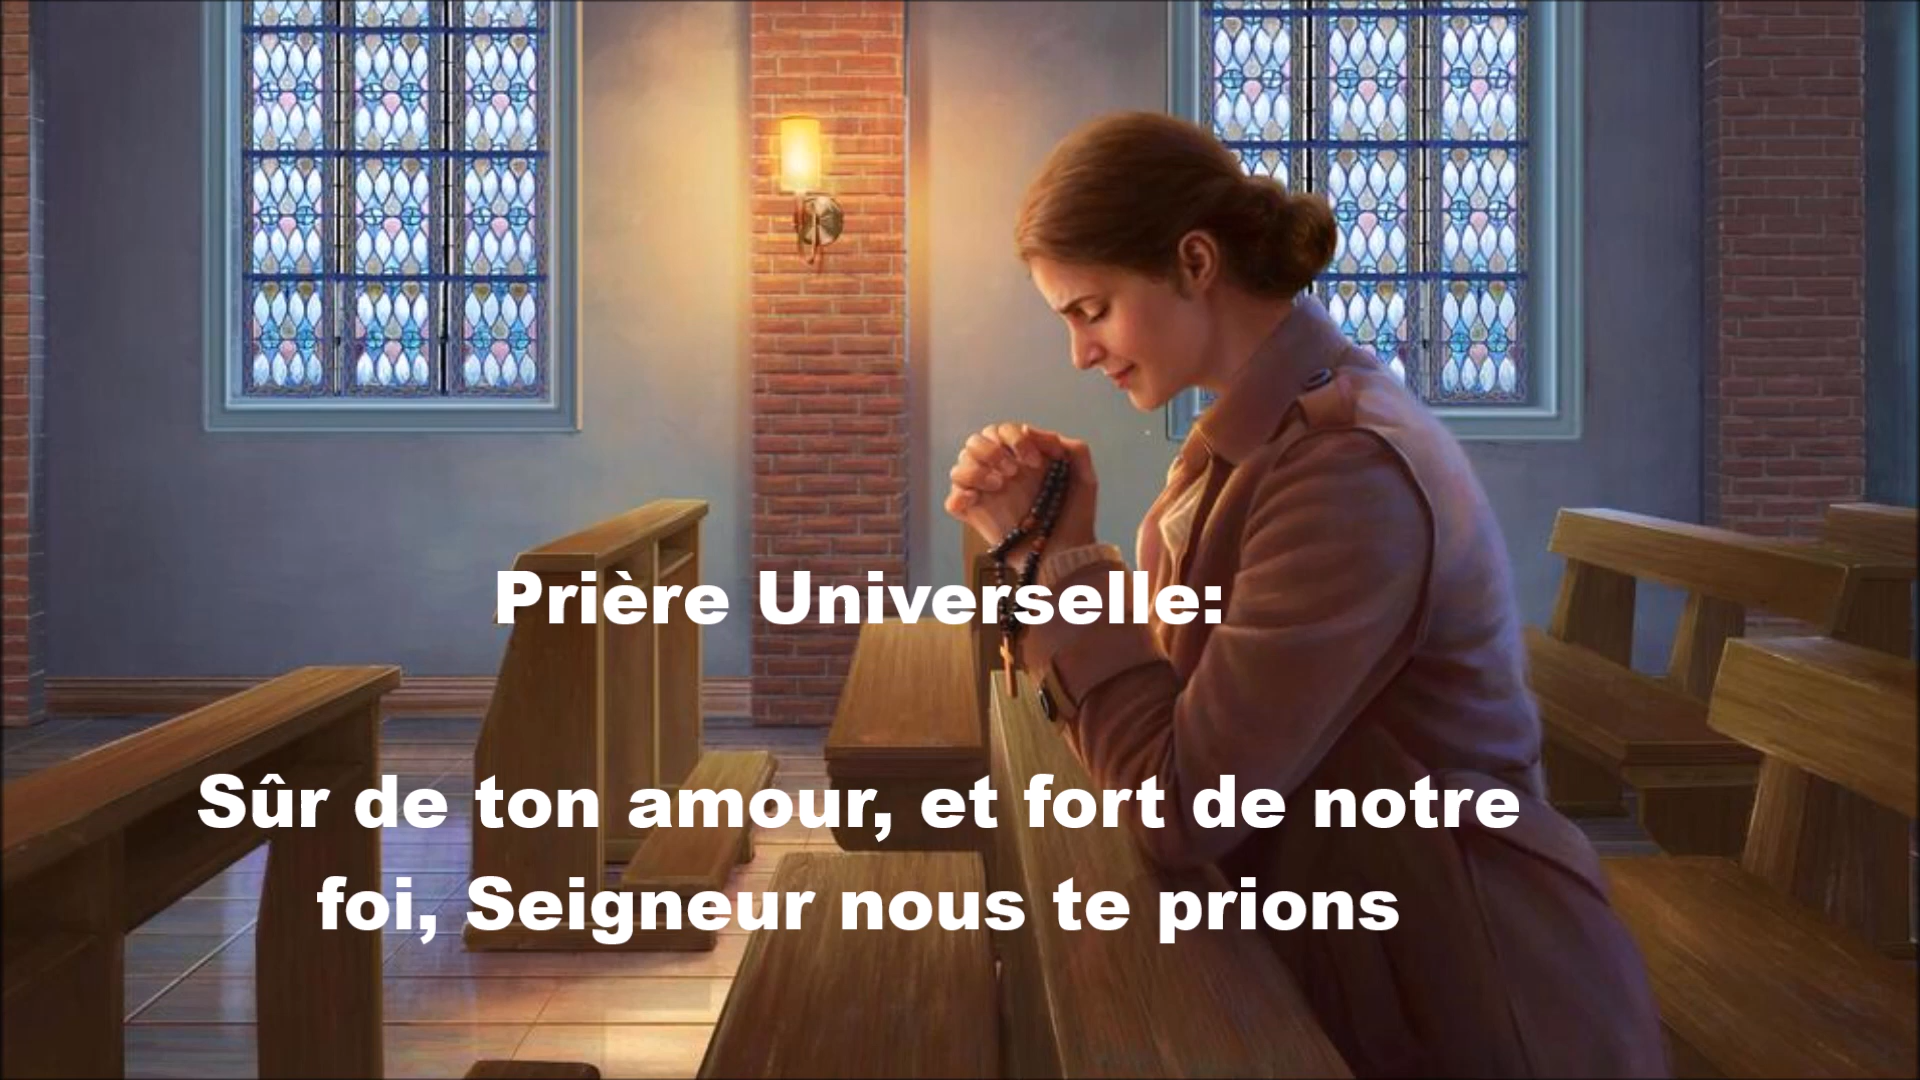 Prière Universelle:
Sûr de ton amour, et fort de notre
foi, Seigneur nous te prions